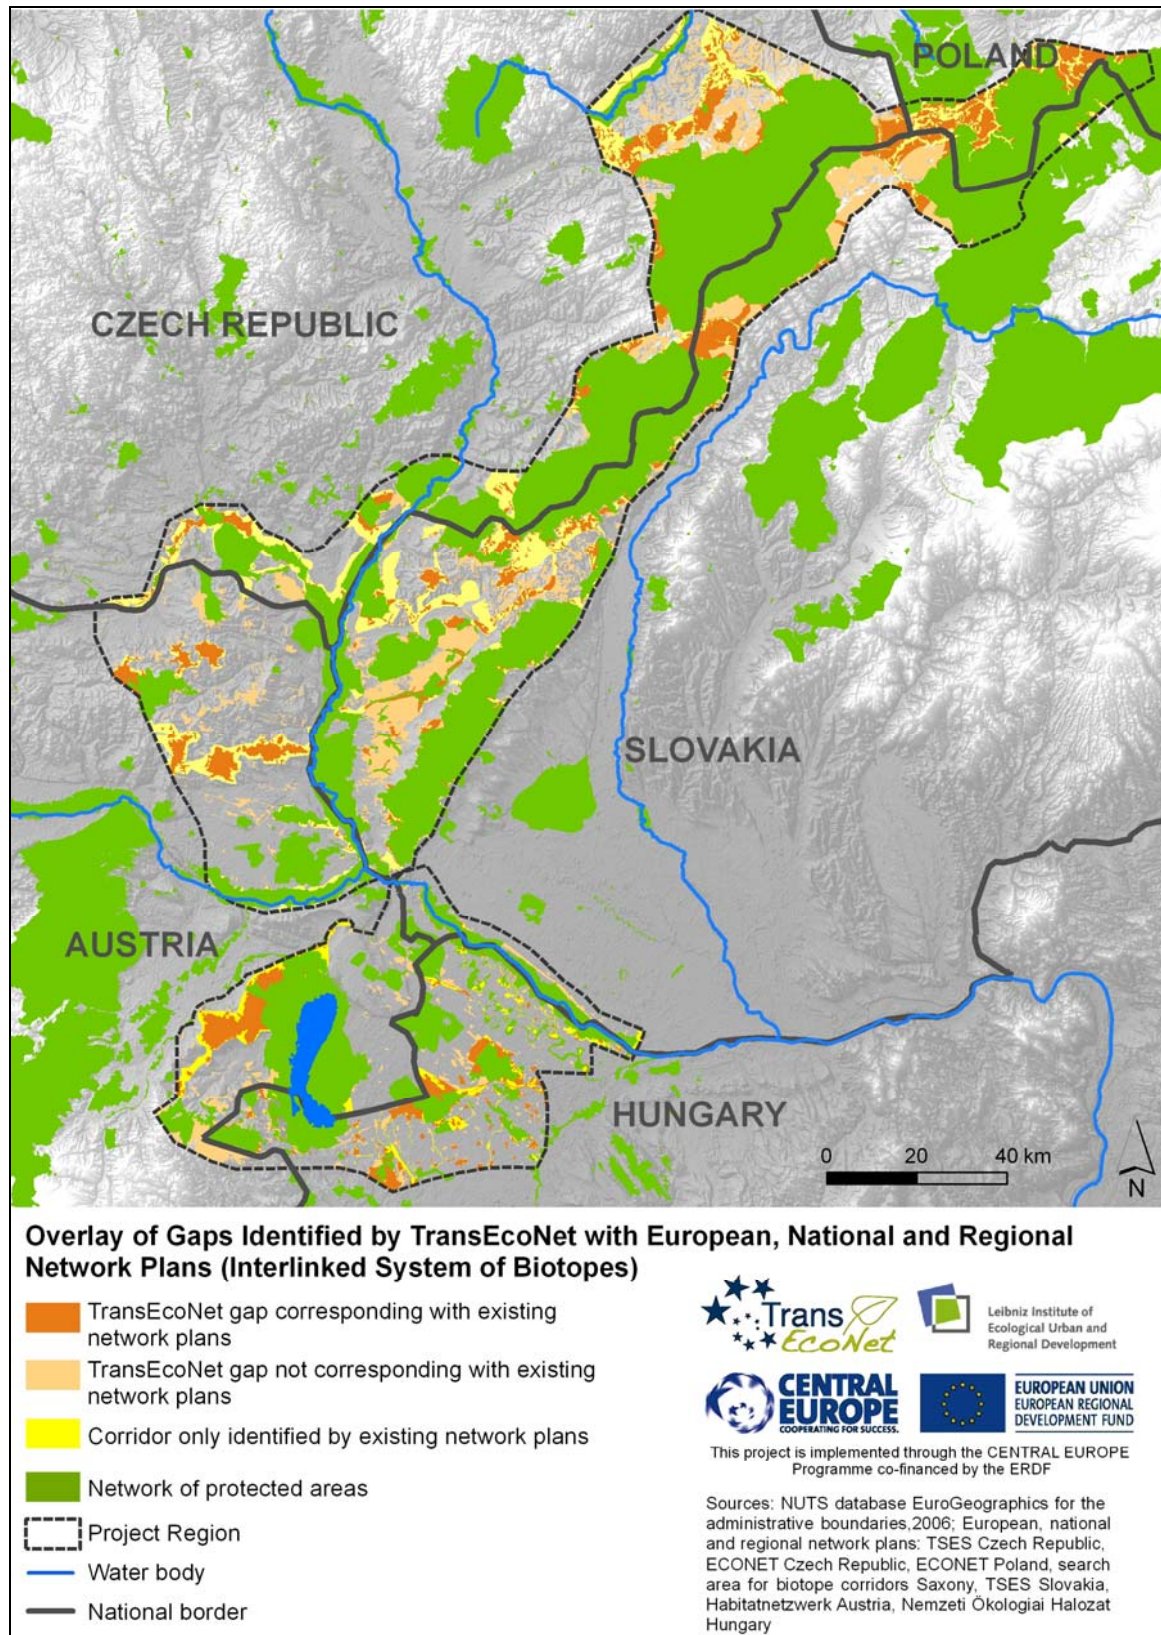 POLAND
CZECH REPUBLIC
SLOVAKIA
AUSTRIA
HUNGARY
0 20 40 km
N
Overlay of Gaps Identified by TransEcoNet with European, National and Regional
Network Plans (Interlinked System of Biotopes)
TransEcoNet gap corresponding with existing
network plans
TransEcoNet gap not corresponding with existing
network plans
Corridor only identified by existing network plans
Network of protected areas
Project Region
Water body
National border
Trans
EcoNet
Leibniz Institute of
Ecological Urban and
Regional Development
CENTRAL
EUROPE
COOPERATING FOR SUCCESS.
EUROPEAN UNION
EUROPEAN REGIONAL
DEVELOPMENT FUND
This project is implemented through the CENTRAL EUROPE
Programme co-financed by the ERDF
Sources: NUTS database EuroGeographics for the
administrative boundaries,2006; European, national
and regional network plans: TSES Czech Republic,
ECONET Czech Republic, ECONET Poland, search
area for biotope corridors Saxony, TSES Slovakia,
Habitatnetzwerk Austria, Nemzeti Ökologiai Halozat
Hungary